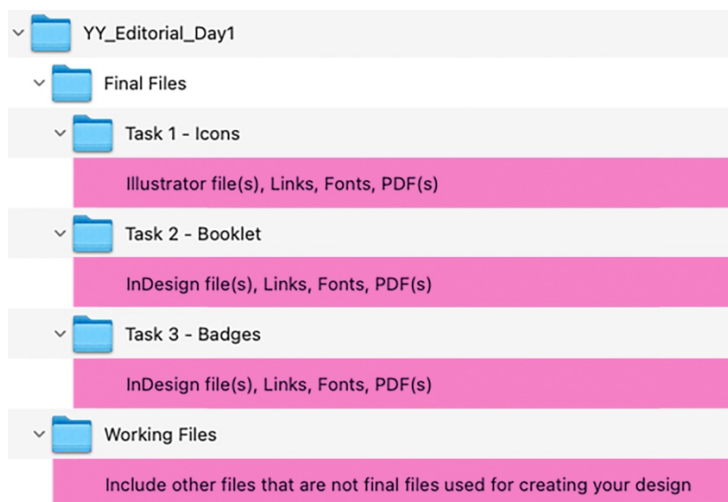 YY_Editorial_Day1
Final Files
Task 1 - Icons
Illustrator file(s), Links, Fonts, PDF(s)
Task 2 - Booklet
InDesign file(s), Links, Fonts, PDF(s)
Task 3 - Badges
InDesign file(s), Links, Fonts, PDF(s)
Working Files
Include other files that are not final files used for creating your design